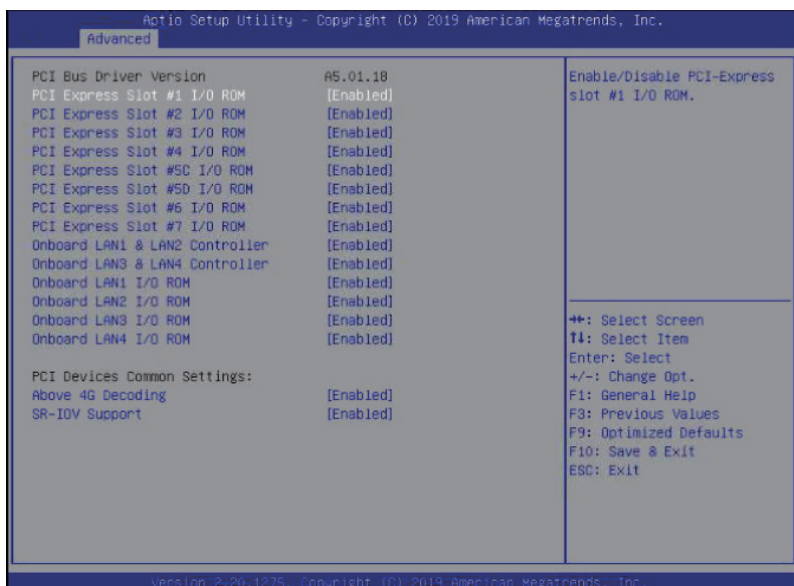 Aptio Setup Utility - Copyright (C) 2019 American Megatrends, Inc.
Advanced
PCI Bus Driver Version A5.01.18
PCI Express Slot #1 I/O ROM [Enabled]
PCI Express Slot #2 I/O ROM [Enabled]
PCI Express Slot #3 I/O ROM [Enabled]
PCI Express Slot #4 I/O ROM [Enabled]
PCI Express Slot #5C I/O ROM [Enabled]
PCI Express Slot #5D I/O ROM [Enabled]
PCI Express Slot #6 I/O ROM [Enabled]
PCI Express Slot #7 I/O ROM [Enabled]
Onboard LAN1 & LAN2 Controller [Enabled]
Onboard LAN3 & LAN4 Controller [Enabled]
Onboard LAN1 I/O ROM [Enabled]
Onboard LAN2 I/O ROM [Enabled]
Onboard LAN3 I/O ROM [Enabled]
Onboard LAN4 I/O ROM [Enabled]
PCI Devices Common Settings:
Above 4G Decoding [Enabled]
SR-IOV Support [Enabled]
Enable/Disable PCI-Express
slot #1 I/O ROM.
→←: Select Screen
↑↓: Select Item
Enter: Select
+/-: Change Opt.
F1: General Help
F3: Previous Values
F9: Optimized Defaults
F10: Save & Exit
ESC: Exit
Version 2.20.1275. Copyright (C) 2019 American Megatrends, Inc.